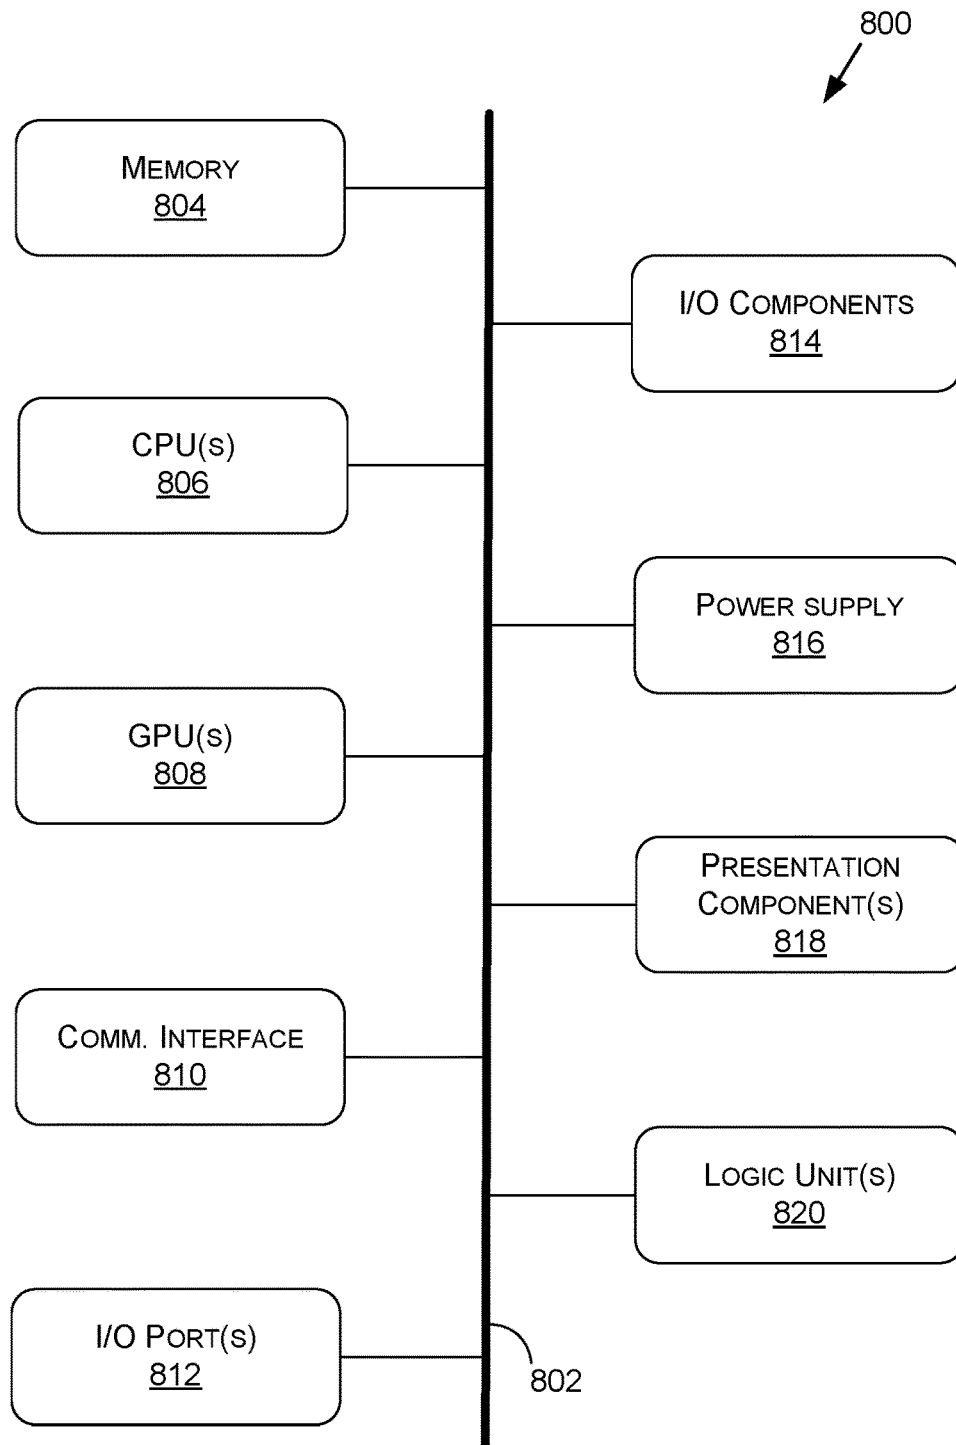 800
MEMORY
804
I/O COMPONENTS
814
CPU(S)
806
POWER SUPPLY
816
GPU(S)
808
PRESENTATION
COMPONENT(S)
818
COMM. INTERFACE
810
LOGIC UNIT(S)
820
I/O PORT(S)
812
802